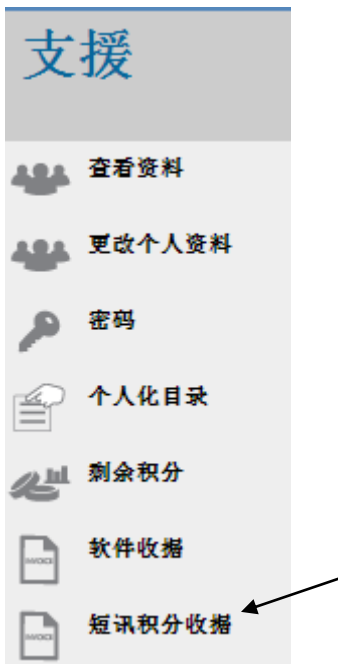 支援
查看资料
更改个人资料
密码
个人化目录
剩余积分
软件收据
短讯积分收据